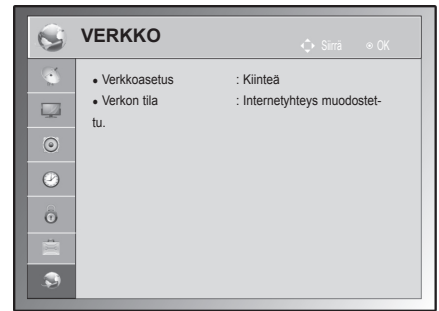 VERKKO
Siirrä OK
• Verkkoasetus : Kiinteä
• Verkon tila : Internetyhteys muodostet-
tu.